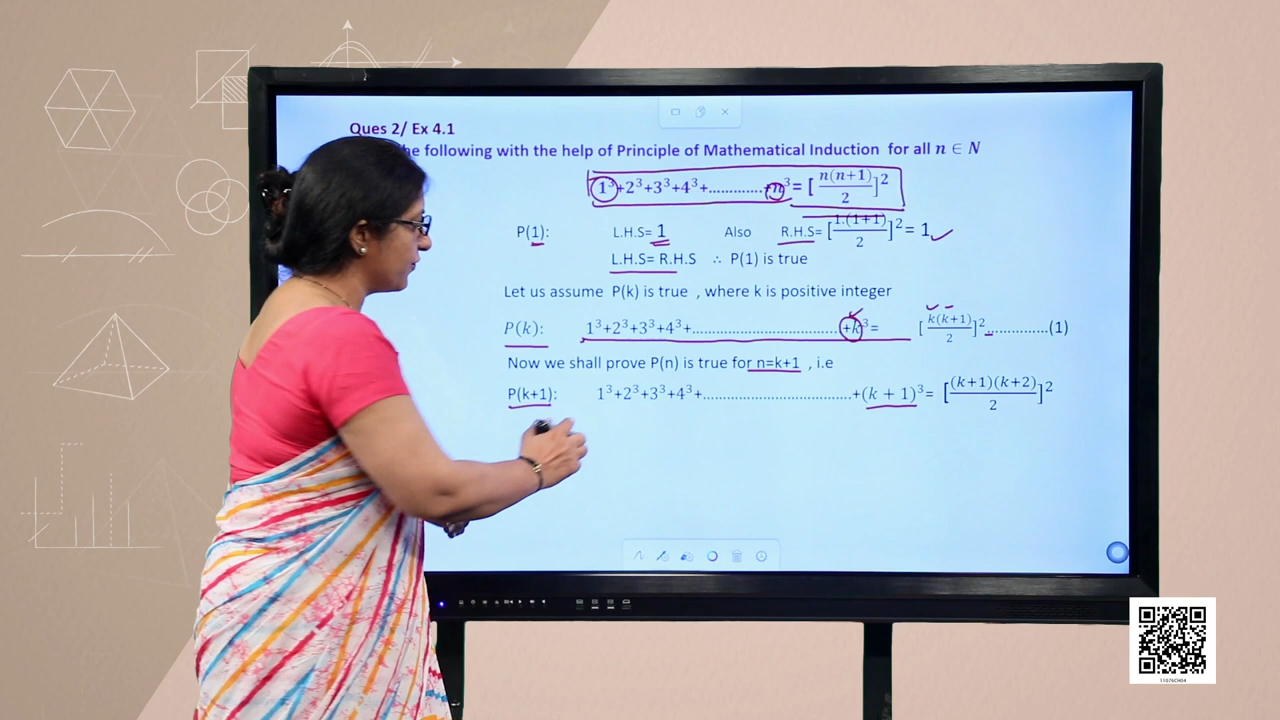 Ques 2/ Ex 4.1
he following with the help of Principle of Mathematical Induction for all n ∈ N
1³+2³+3³+4³+.............+n³= [ n(n+1)/2 ]²
P(1): L.H.S= 1 Also R.H.S= [ 1.(1+1)/2 ]²= 1
L.H.S= R.H.S ∴ P(1) is true
Let us assume P(k) is true , where k is positive integer
P(k): 1³+2³+3³+4³+..................................+k³= [ k(k+1)/2 ]²...............(1)
Now we shall prove P(n) is true for n=k+1 , i.e
P(k+1): 1³+2³+3³+4³+..................................+(k + 1)³= [ (k+1)(k+2)/2 ]²
11076CH04